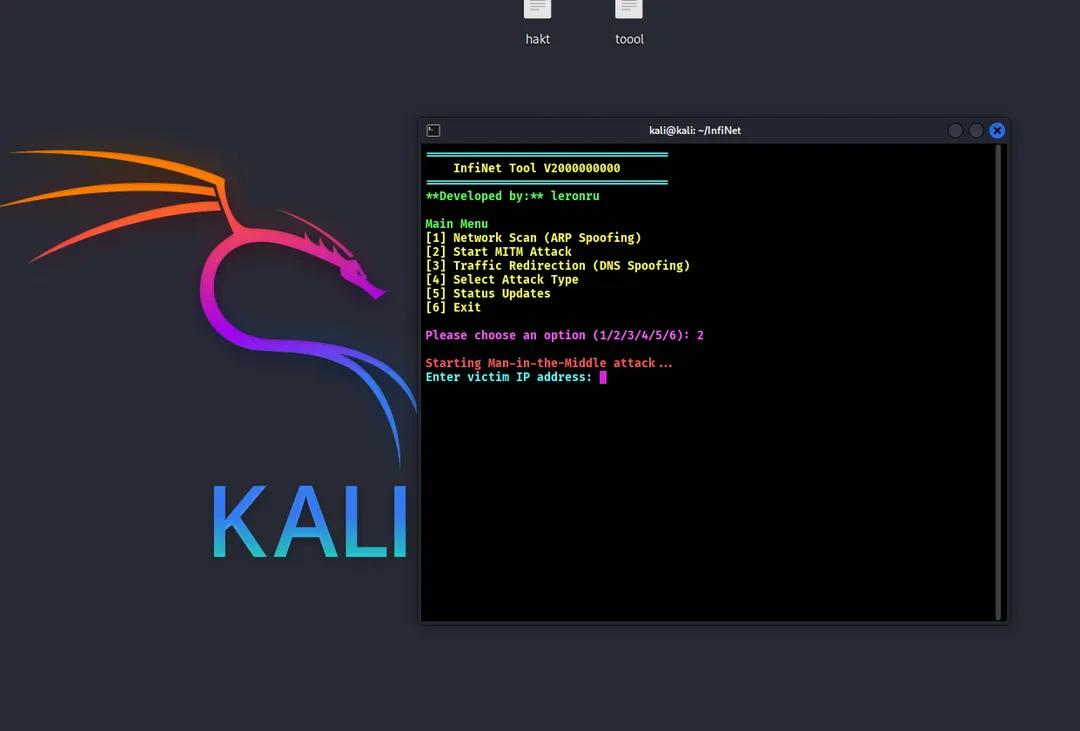 hakt
toool
kali@kali: ~/InfiNet
InfiNet Tool V2000000000
**Developed by:** leronru
Main Menu
[1] Network Scan (ARP Spoofing)
[2] Start MITM Attack
[3] Traffic Redirection (DNS Spoofing)
[4] Select Attack Type
[5] Status Updates
[6] Exit
Please choose an option (1/2/3/4/5/6): 2
Starting Man-in-the-Middle attack...
Enter victim IP address:
KALI